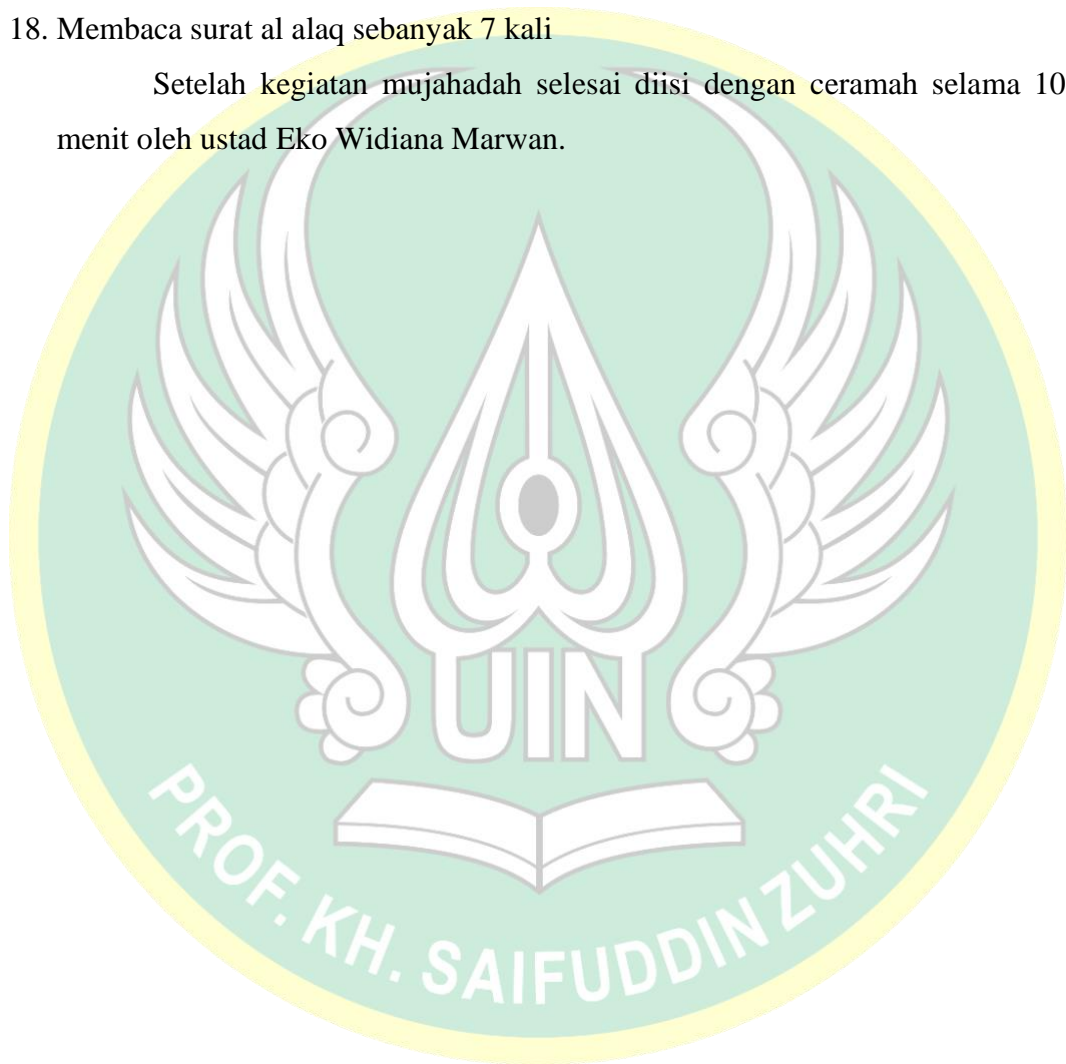 18. Membaca surat al alaq sebanyak 7 kali
Setelah kegiatan mujahadah selesai diisi dengan ceramah selama 10
menit oleh ustad Eko Widiana Marwan.
UIN
PROF. KH. SAIFUDDIN ZUHRI